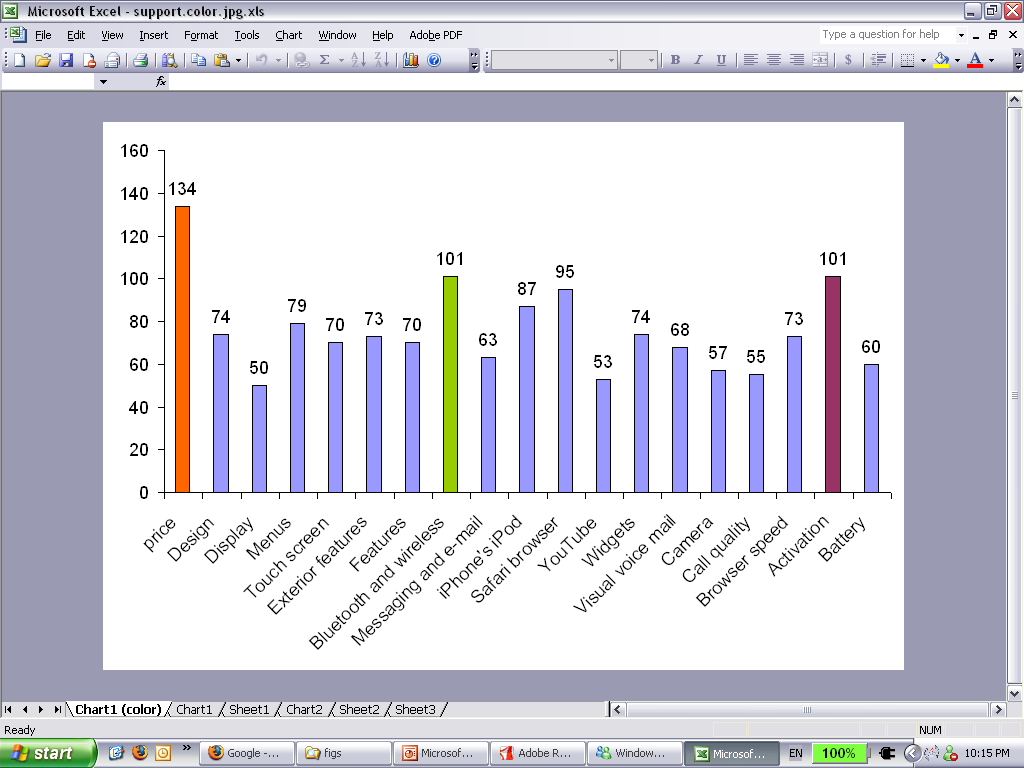 Microsoft Excel - support.color.jpg.xls
File Edit View Insert Format Tools Chart Window Help Adobe PDF
Type a question for help
Σ B I U $ A
fx
160
140
120
100
80
60
40
20
0
134
74
50
79
70
73
70
101
63
87
95
53
74
68
57
55
73
101
60
price
Design
Display
Menus
Touch screen
Exterior features
Features
Bluetooth and wireless
Messaging and e-mail
iPhone's iPod
Safari browser
YouTube
Widgets
Visual voice mail
Camera
Call quality
Browser speed
Activation
Battery
Chart1 (color) Chart1 Sheet1 Chart2 Sheet2 Sheet3
Ready NUM
start Google -... figs Microsof... Adobe R... Window... Microsof... EN 100% 10:15 PM